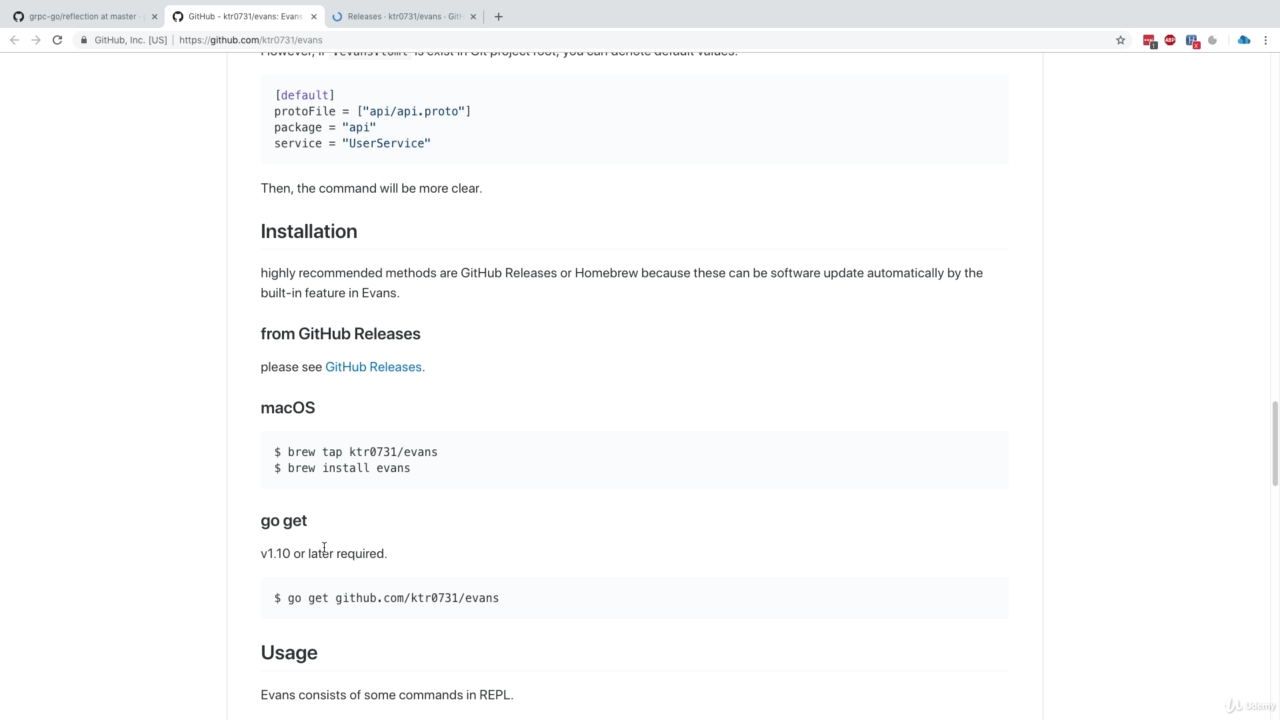 grpc-go/reflection at master ·
GitHub - ktr0731/evans: Evans
Releases · ktr0731/evans · GitH
GitHub, Inc. [US] | https://github.com/ktr0731/evans
However, if .evans.toml is exist in Git project root, you can denote default values.
[default]
protoFile = ["api/api.proto"]
package = "api"
service = "UserService"
Then, the command will be more clear.
Installation
highly recommended methods are GitHub Releases or Homebrew because these can be software update automatically by the
built-in feature in Evans.
from GitHub Releases
please see GitHub Releases.
macOS
$ brew tap ktr0731/evans
$ brew install evans
go get
v1.10 or later required.
$ go get github.com/ktr0731/evans
Usage
Evans consists of some commands in REPL.
Udemy